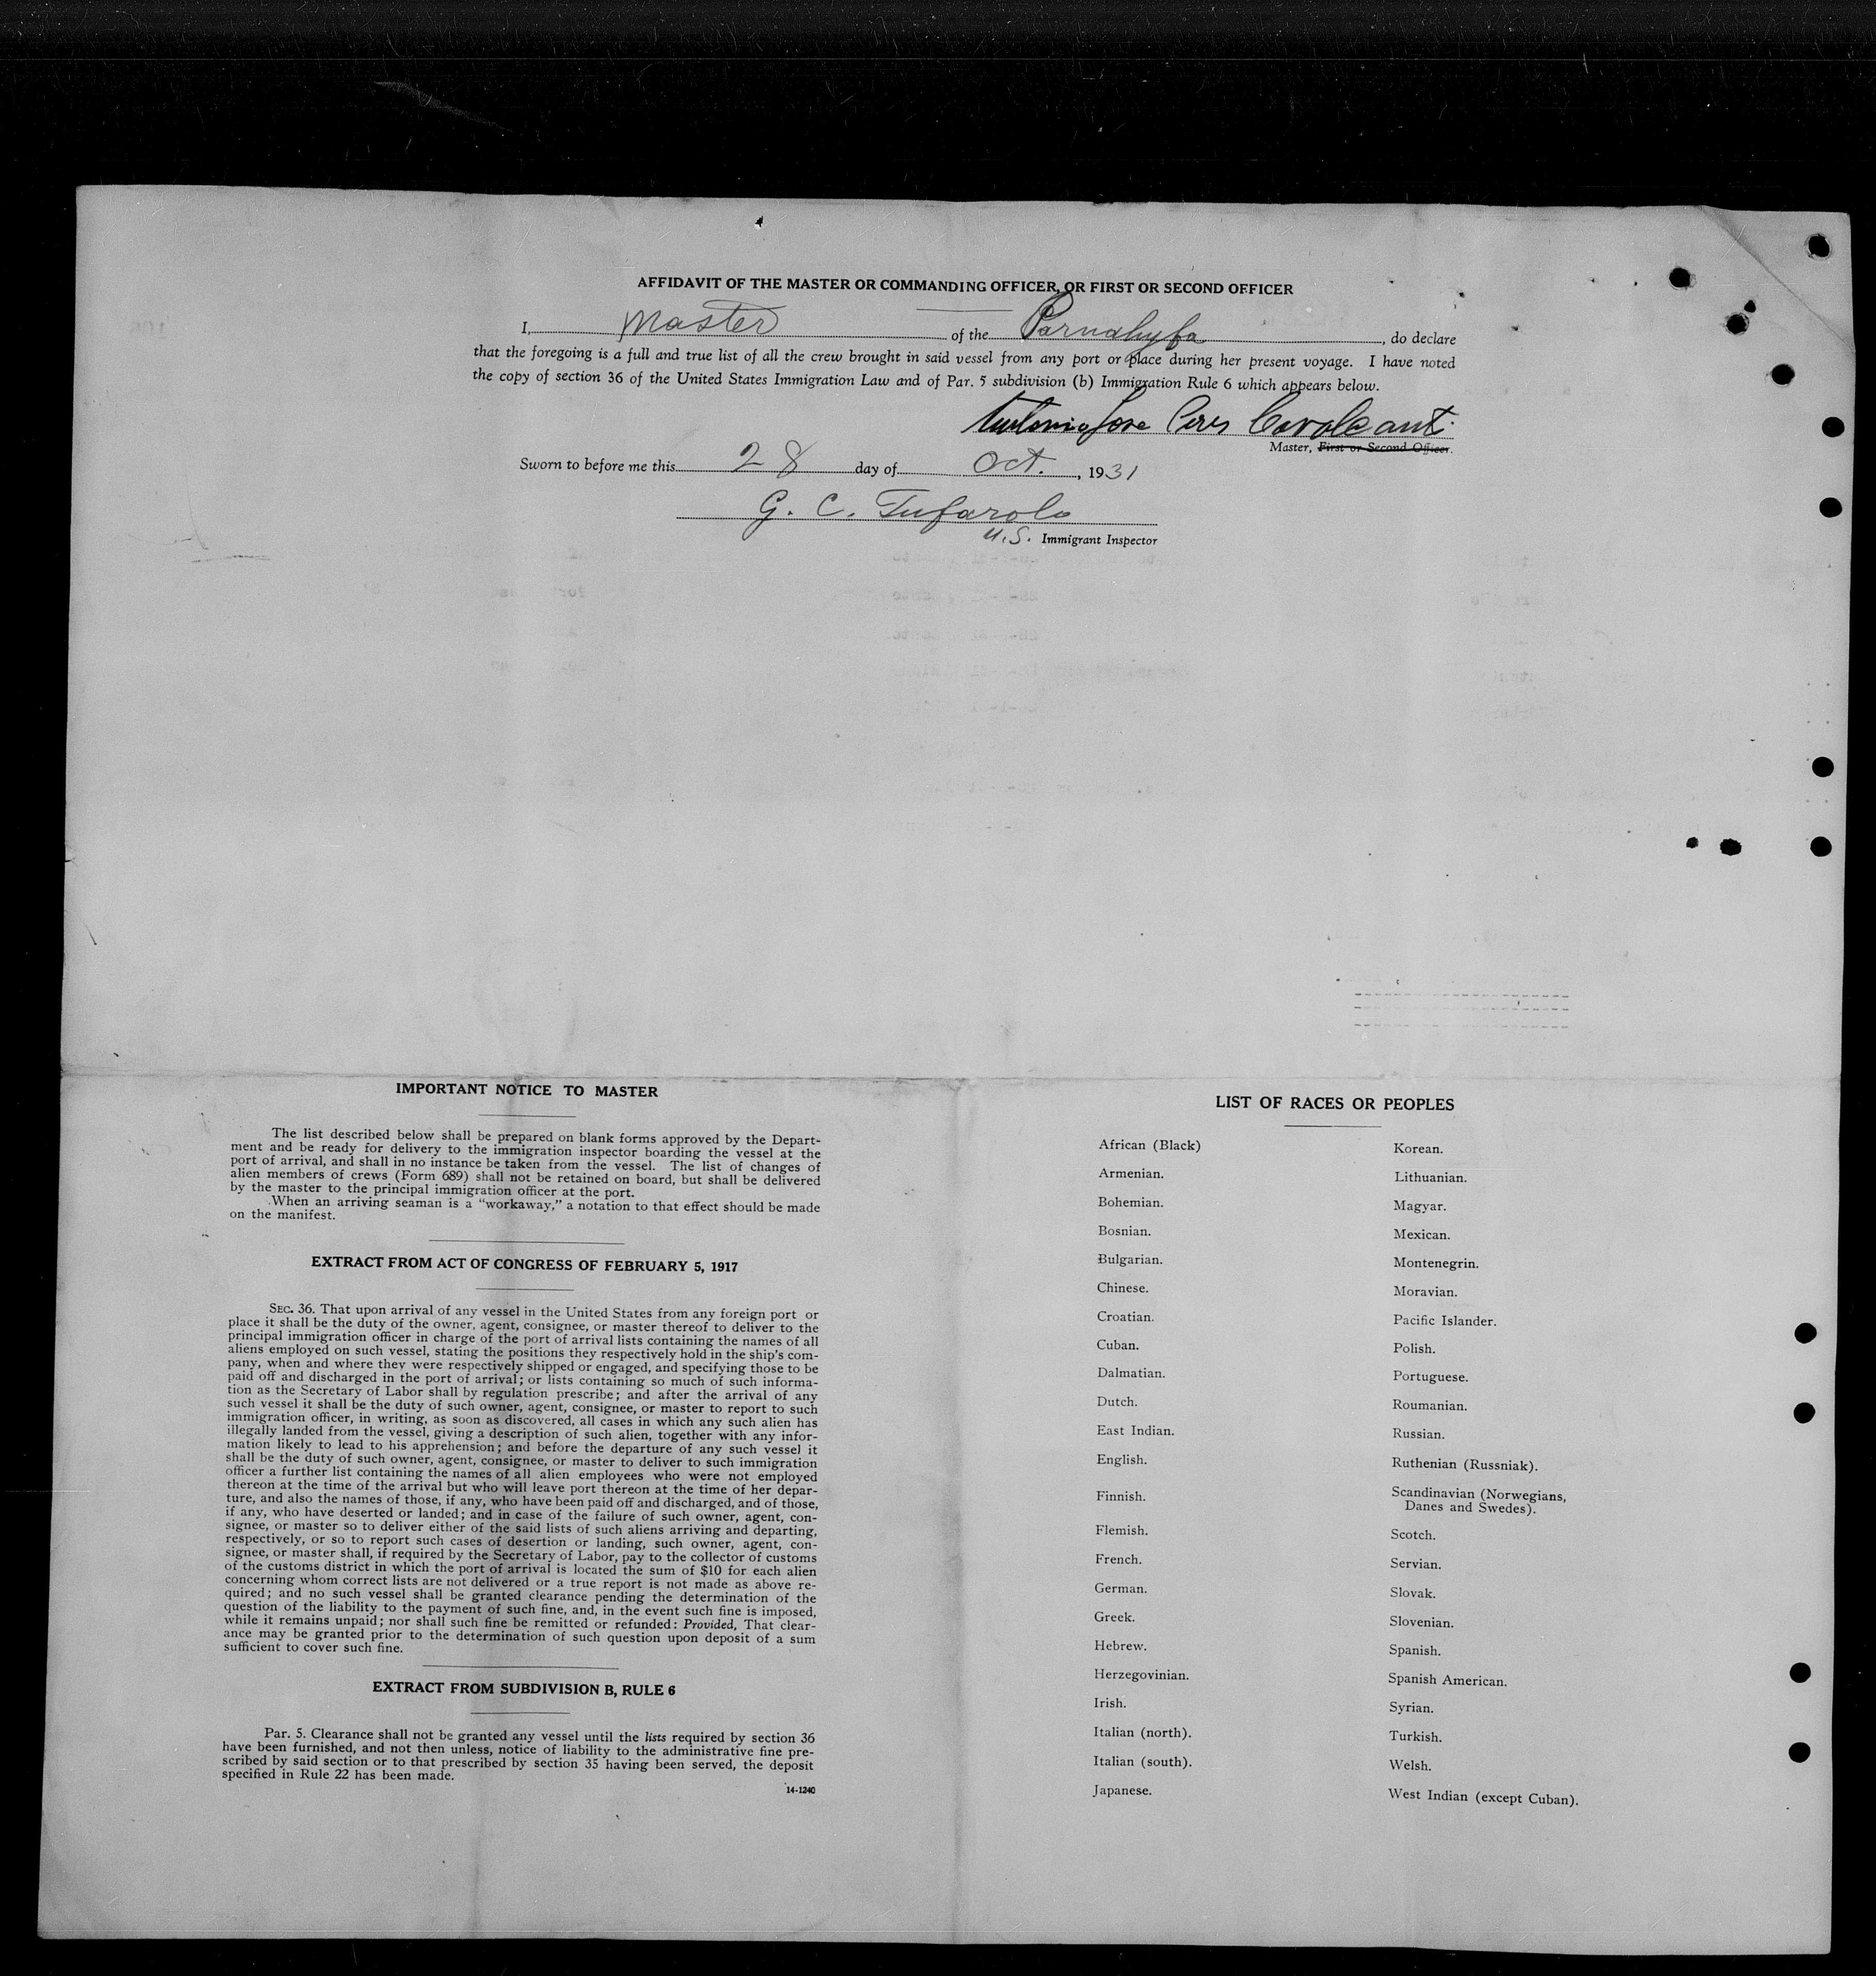 AFFIDAVIT OF THE MASTER OR COMMANDING OFFICER, OR FIRST OR SECOND OFFICER
I, Master of the Parnahyba, do declare
that the foregoing is a full and true list of all the crew brought in said vessel from any port or place during her present voyage. I have noted
the copy of section 36 of the United States Immigration Law and of Par. 5 subdivision (b) Immigration Rule 6 which appears below.
Antonio Jose Pires Cavalcanti
Master, First or Second Officer.
Sworn to before me this 28 day of Oct., 1931
G. C. Tufarolo
U.S. Immigrant Inspector
IMPORTANT NOTICE TO MASTER
The list described below shall be prepared on blank forms approved by the Depart-
ment and be ready for delivery to the immigration inspector boarding the vessel at the
port of arrival, and shall in no instance be taken from the vessel. The list of changes of
alien members of crews (Form 689) shall not be retained on board, but shall be delivered
by the master to the principal immigration officer at the port.
When an arriving seaman is a "workaway," a notation to that effect should be made
on the manifest.
EXTRACT FROM ACT OF CONGRESS OF FEBRUARY 5, 1917
SEC. 36. That upon arrival of any vessel in the United States from any foreign port or
place it shall be the duty of the owner, agent, consignee, or master thereof to deliver to the
principal immigration officer in charge of the port of arrival lists containing the names of all
aliens employed on such vessel, stating the positions they respectively hold in the ship's com-
pany, when and where they were respectively shipped or engaged, and specifying those to be
paid off and discharged in the port of arrival; or lists containing so much of such informa-
tion as the Secretary of Labor shall by regulation prescribe; and after the arrival of any
such vessel it shall be the duty of such owner, agent, consignee, or master to report to such
immigration officer, in writing, as soon as discovered, all cases in which any such alien has
illegally landed from the vessel, giving a description of such alien, together with any infor-
mation likely to lead to his apprehension; and before the departure of any such vessel it
shall be the duty of such owner, agent, consignee, or master to deliver to such immigration
officer a further list containing the names of all alien employees who were not employed
thereon at the time of the arrival but who will leave port thereon at the time of her depar-
ture, and also the names of those, if any, who have been paid off and discharged, and of those,
if any, who have deserted or landed; and in case of the failure of such owner, agent, con-
signee, or master so to deliver either of the said lists of such aliens arriving and departing,
respectively, or so to report such cases of desertion or landing, such owner, agent, con-
signee, or master shall, if required by the Secretary of Labor, pay to the collector of customs
of the customs district in which the port of arrival is located the sum of $10 for each alien
concerning whom correct lists are not delivered or a true report is not made as above re-
quired; and no such vessel shall be granted clearance pending the determination of the
question of the liability to the payment of such fine, and, in the event such fine is imposed,
while it remains unpaid; nor shall such fine be remitted or refunded: Provided, That clear-
ance may be granted prior to the determination of such question upon deposit of a sum
sufficient to cover such fine.
EXTRACT FROM SUBDIVISION B, RULE 6
Par. 5. Clearance shall not be granted any vessel until the lists required by section 36
have been furnished, and not then unless, notice of liability to the administrative fine pre-
scribed by said section or to that prescribed by section 35 having been served, the deposit
specified in Rule 22 has been made.
14-1240
LIST OF RACES OR PEOPLES
African (Black)
Armenian.
Bohemian.
Bosnian.
Bulgarian.
Chinese.
Croatian.
Cuban.
Dalmatian.
Dutch.
East Indian.
English.
Finnish.
Flemish.
French.
German.
Greek.
Hebrew.
Herzegovinian.
Irish.
Italian (north).
Italian (south).
Japanese.
Korean.
Lithuanian.
Magyar.
Mexican.
Montenegrin.
Moravian.
Pacific Islander.
Polish.
Portuguese.
Roumanian.
Russian.
Ruthenian (Russniak).
Scandinavian (Norwegians,
Danes and Swedes).
Scotch.
Servian.
Slovak.
Slovenian.
Spanish.
Spanish American.
Syrian.
Turkish.
Welsh.
West Indian (except Cuban).